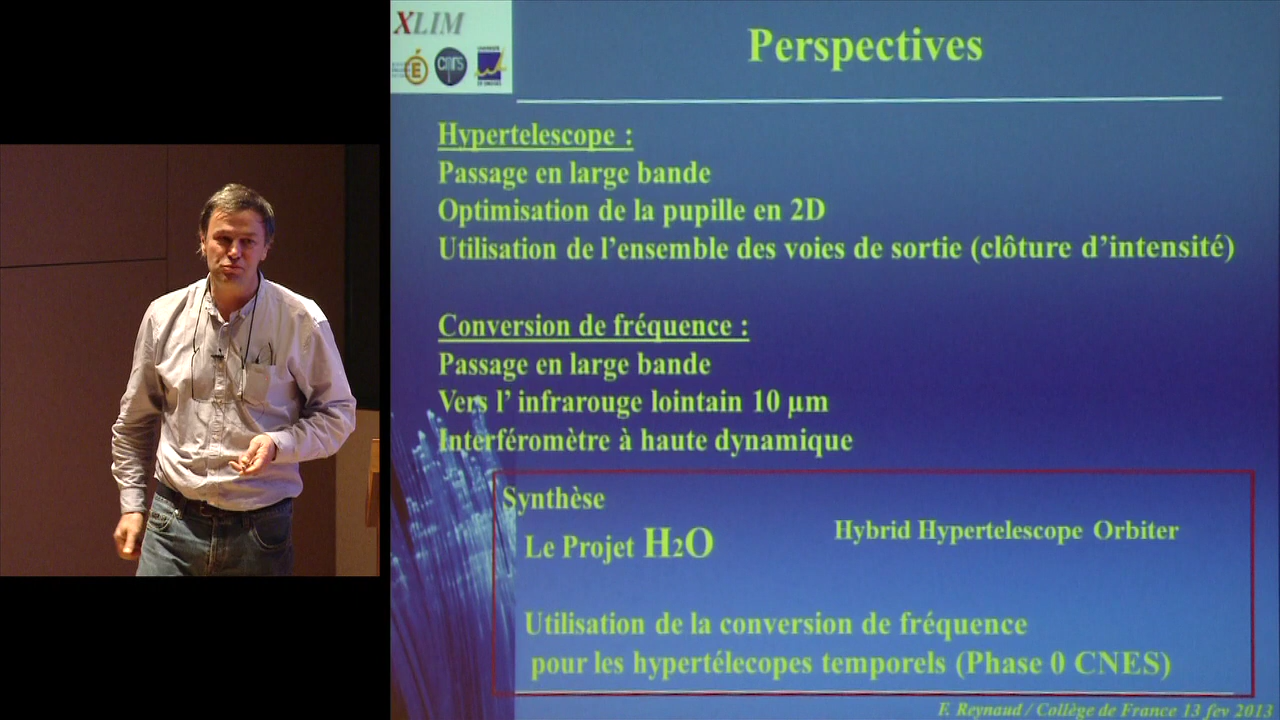 XLIM
cnrs
Perspectives
Hypertelescope :
Passage en large bande
Optimisation de la pupille en 2D
Utilisation de l'ensemble des voies de sortie (clôture d'intensité)
Conversion de fréquence :
Passage en large bande
Vers l' infrarouge lointain 10 µm
Interféromètre à haute dynamique
Synthèse
Le Projet H2O
Hybrid Hypertelescope Orbiter
Utilisation de la conversion de fréquence
pour les hypertélecopes temporels (Phase 0 CNES)
F. Reynaud / Collège de France 13 fev 2013